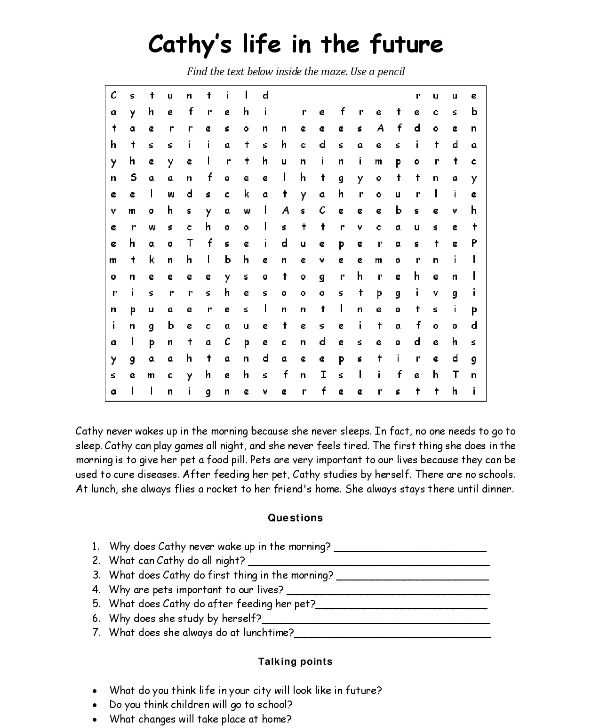 Cathy's life in the future
Find the text below inside the maze. Use a pencil
C s t u n t i l d r u u e
a y h e f r e h i r e f r e t e c s b
t a e r r e s o n n e e e s A f d o e n
h t s s i i a t s h c d s a e s i t d a
y h e y e l r t h u n i n i m p o r t c
n S a a n f o e e l h t g y o t t n a y
e e l w d s c k a t y a h r o u r l i e
v m o h s y a w l A s C e e e b s e v h
e r w s c h o o l s t t r v c a u s e t
e h a o T f s e i d u e p e r a s t e P
m t k n h l b h e n e v e e m o r n i l
o n e e e e y s o t o g r h r e h e n l
r i s r r s h e s o o o s t p g i v g i
n p u a e r e s l n n t l n e a t s i p
i n g b e c a u e t e s e i t a f o o d
a l p n t a C p e c n d e s e o d e h s
y g a a h t a n d a e e p s t i r e d g
s e m c y h e h s f n I s l i f e h T n
a l l n i g n e v e r f e e r s t t h i
Cathy never wakes up in the morning because she never sleeps. In fact, no one needs to go to
sleep. Cathy can play games all night, and she never feels tired. The first thing she does in the
morning is to give her pet a food pill. Pets are very important to our lives because they can be
used to cure diseases. After feeding her pet, Cathy studies by herself. There are no schools.
At lunch, she always flies a rocket to her friend's home. She always stays there until dinner.
Questions
1. Why does Cathy never wake up in the morning? ____________________________
2. What can Cathy do all night? ____________________________
3. What does Cathy do first thing in the morning? ____________________________
4. Why are pets important to our lives? ____________________________
5. What does Cathy do after feeding her pet?____________________________
6. Why does she study by herself?____________________________
7. What does she always do at lunchtime?____________________________
Talking points
• What do you think life in your city will look like in future?
• Do you think children will go to school?
• What changes will take place at home?